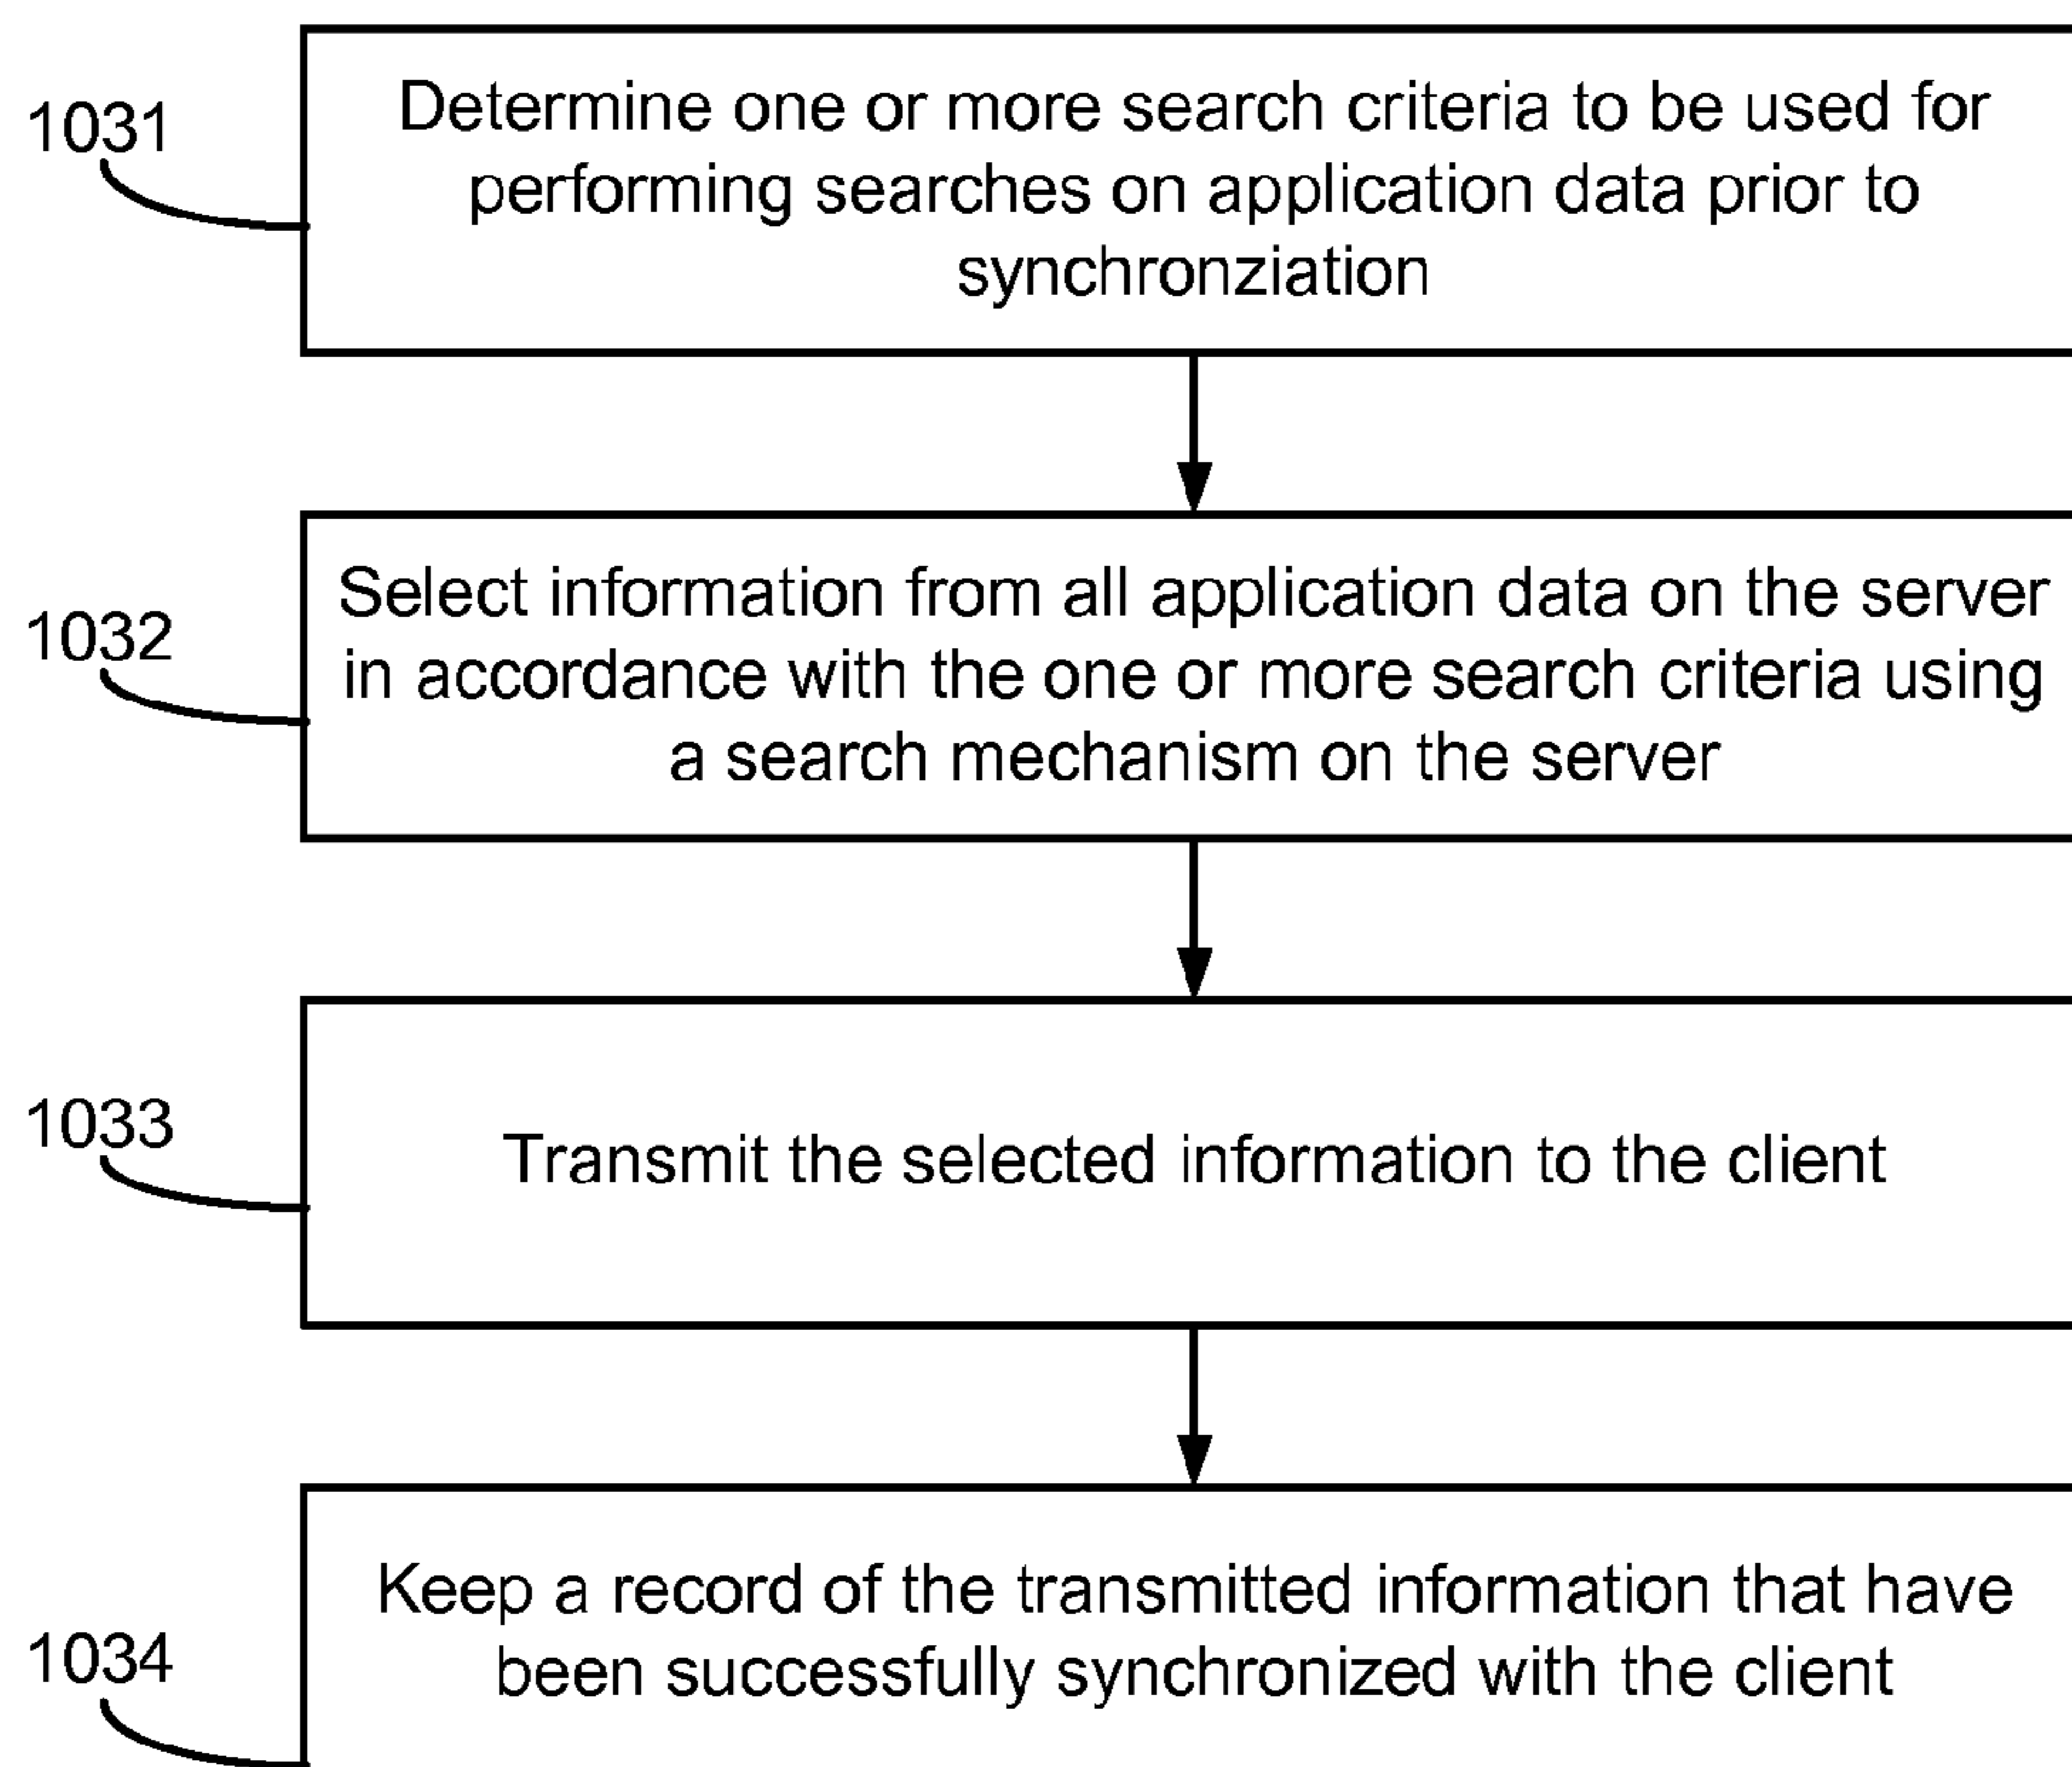 1031
Determine one or more search criteria to be used for
performing searches on application data prior to
synchronziation
1032
Select information from all application data on the server
in accordance with the one or more search criteria using
a search mechanism on the server
1033
Transmit the selected information to the client
1034
Keep a record of the transmitted information that have
been successfully synchronized with the client